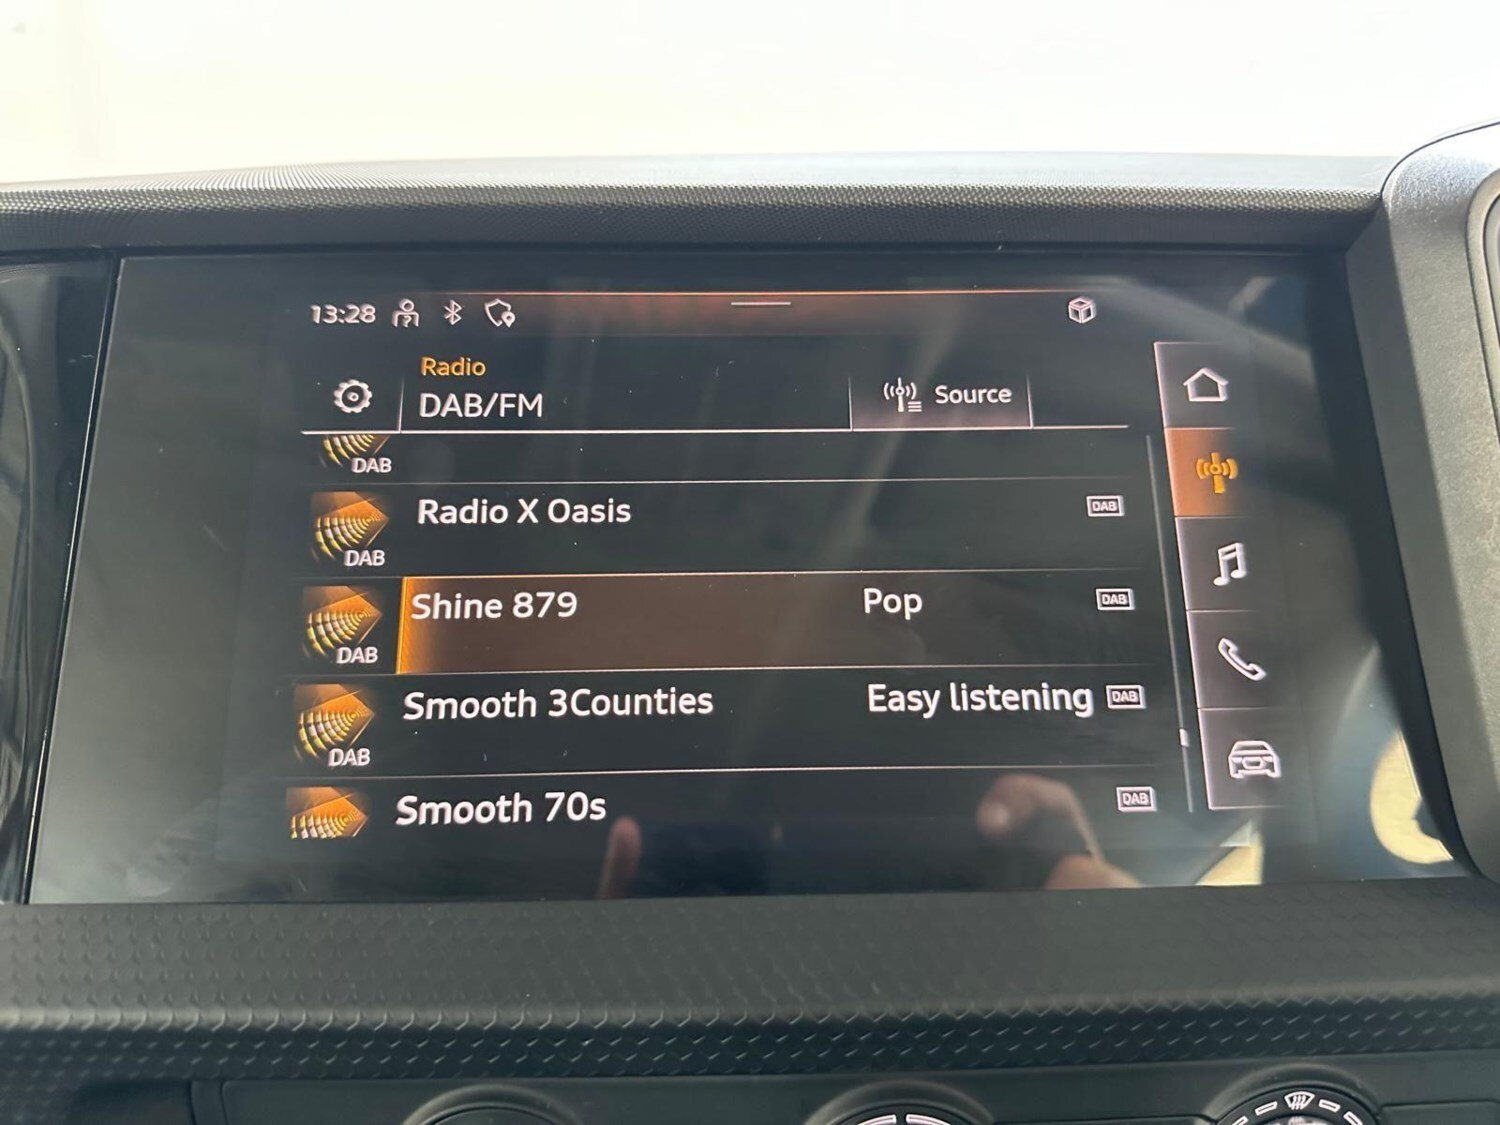 13:28
Radio
DAB/FM
Source
DAB
Radio X Oasis
DAB
DAB
Shine 879
Pop
DAB
DAB
Smooth 3Counties
Easy listening
DAB
DAB
Smooth 70s
DAB